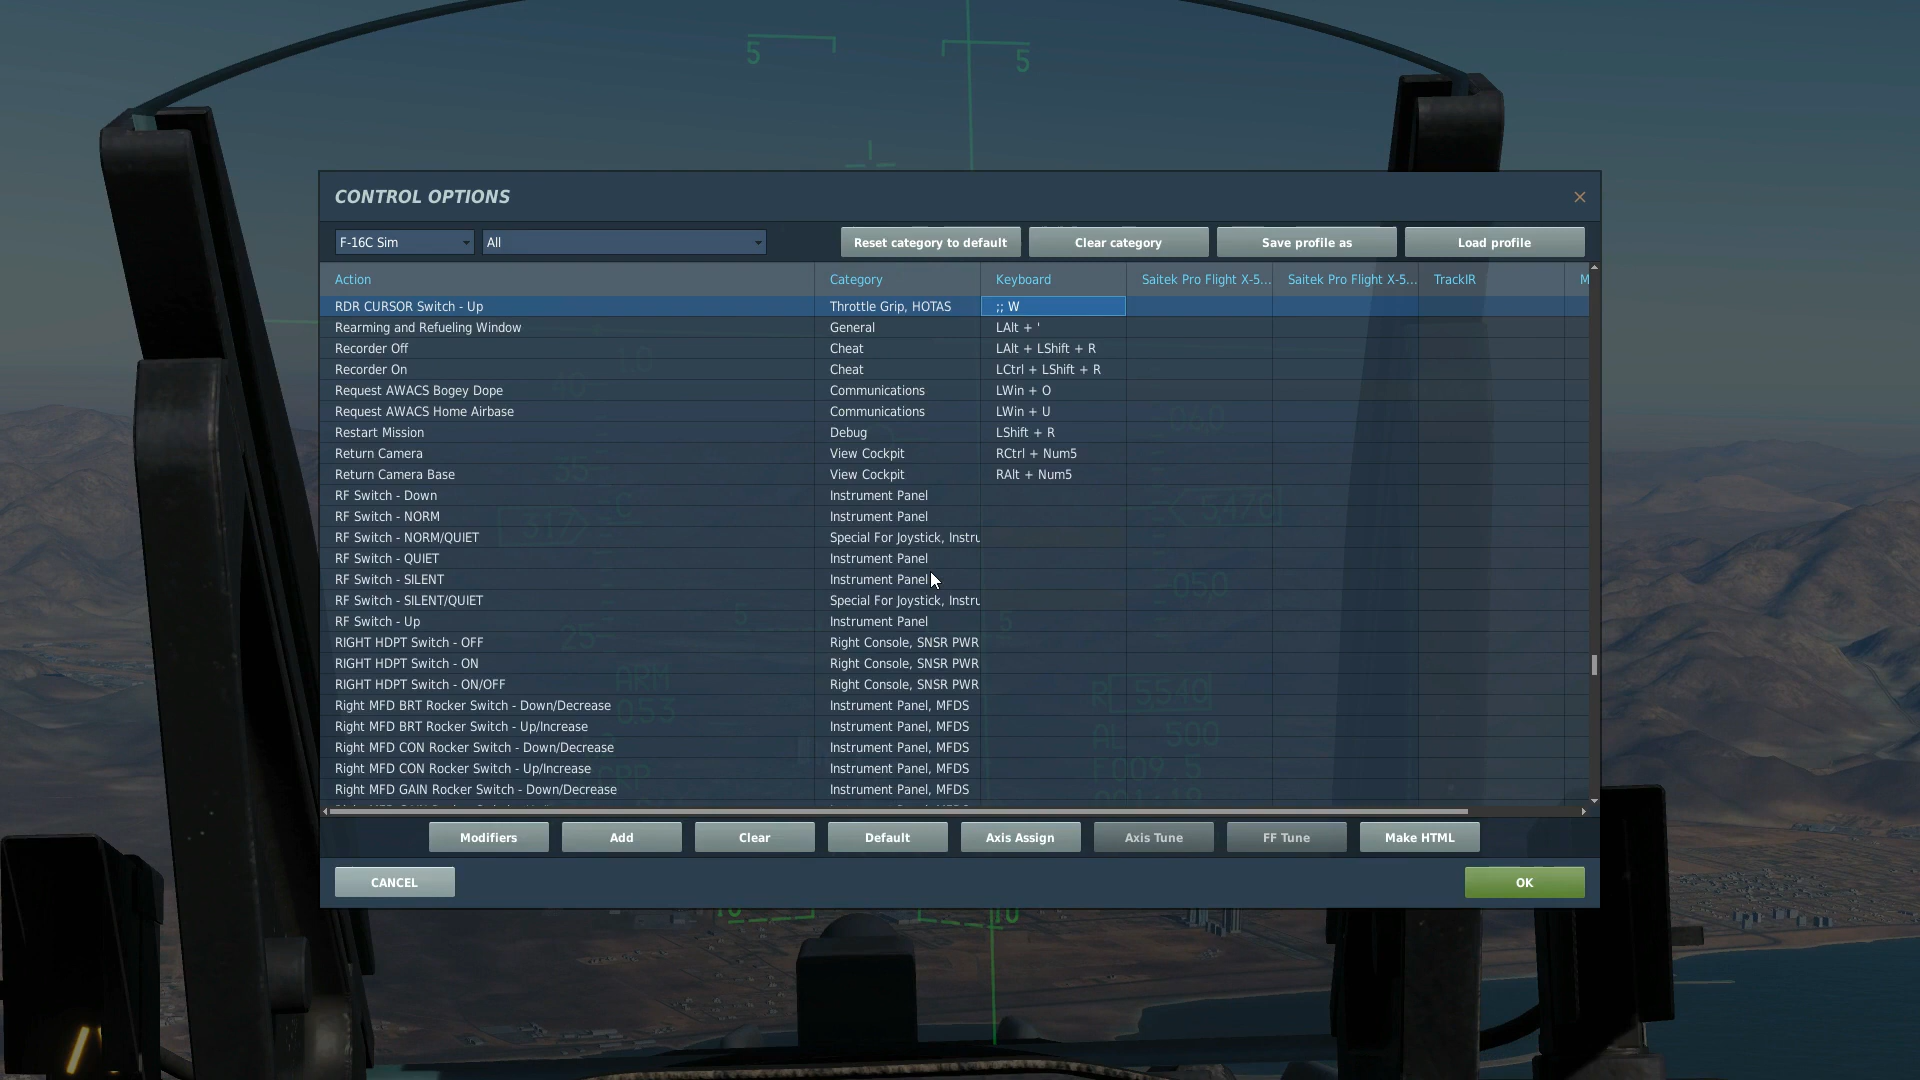 5
5
CONTROL OPTIONS
F-16C Sim All Reset category to default Clear category Save profile as Load profile
Action Category Keyboard Saitek Pro Flight X-5... Saitek Pro Flight X-5... TrackIR M
RDR CURSOR Switch - Up Throttle Grip, HOTAS ;; W
Rearming and Refueling Window General LAlt + '
Recorder Off Cheat LAlt + LShift + R
Recorder On Cheat LCtrl + LShift + R
Request AWACS Bogey Dope Communications LWin + O
Request AWACS Home Airbase Communications LWin + U
Restart Mission Debug LShift + R
Return Camera View Cockpit RCtrl + Num5
Return Camera Base View Cockpit RAlt + Num5
RF Switch - Down Instrument Panel
RF Switch - NORM Instrument Panel
RF Switch - NORM/QUIET Special For Joystick, Instru
RF Switch - QUIET Instrument Panel
RF Switch - SILENT Instrument Panel
RF Switch - SILENT/QUIET Special For Joystick, Instru
RF Switch - Up Instrument Panel
RIGHT HDPT Switch - OFF Right Console, SNSR PWR
RIGHT HDPT Switch - ON Right Console, SNSR PWR
RIGHT HDPT Switch - ON/OFF Right Console, SNSR PWR
Right MFD BRT Rocker Switch - Down/Decrease Instrument Panel, MFDS
Right MFD BRT Rocker Switch - Up/Increase Instrument Panel, MFDS
Right MFD CON Rocker Switch - Down/Decrease Instrument Panel, MFDS
Right MFD CON Rocker Switch - Up/Increase Instrument Panel, MFDS
Right MFD GAIN Rocker Switch - Down/Decrease Instrument Panel, MFDS
Modifiers Add Clear Default Axis Assign Axis Tune FF Tune Make HTML
CANCEL OK